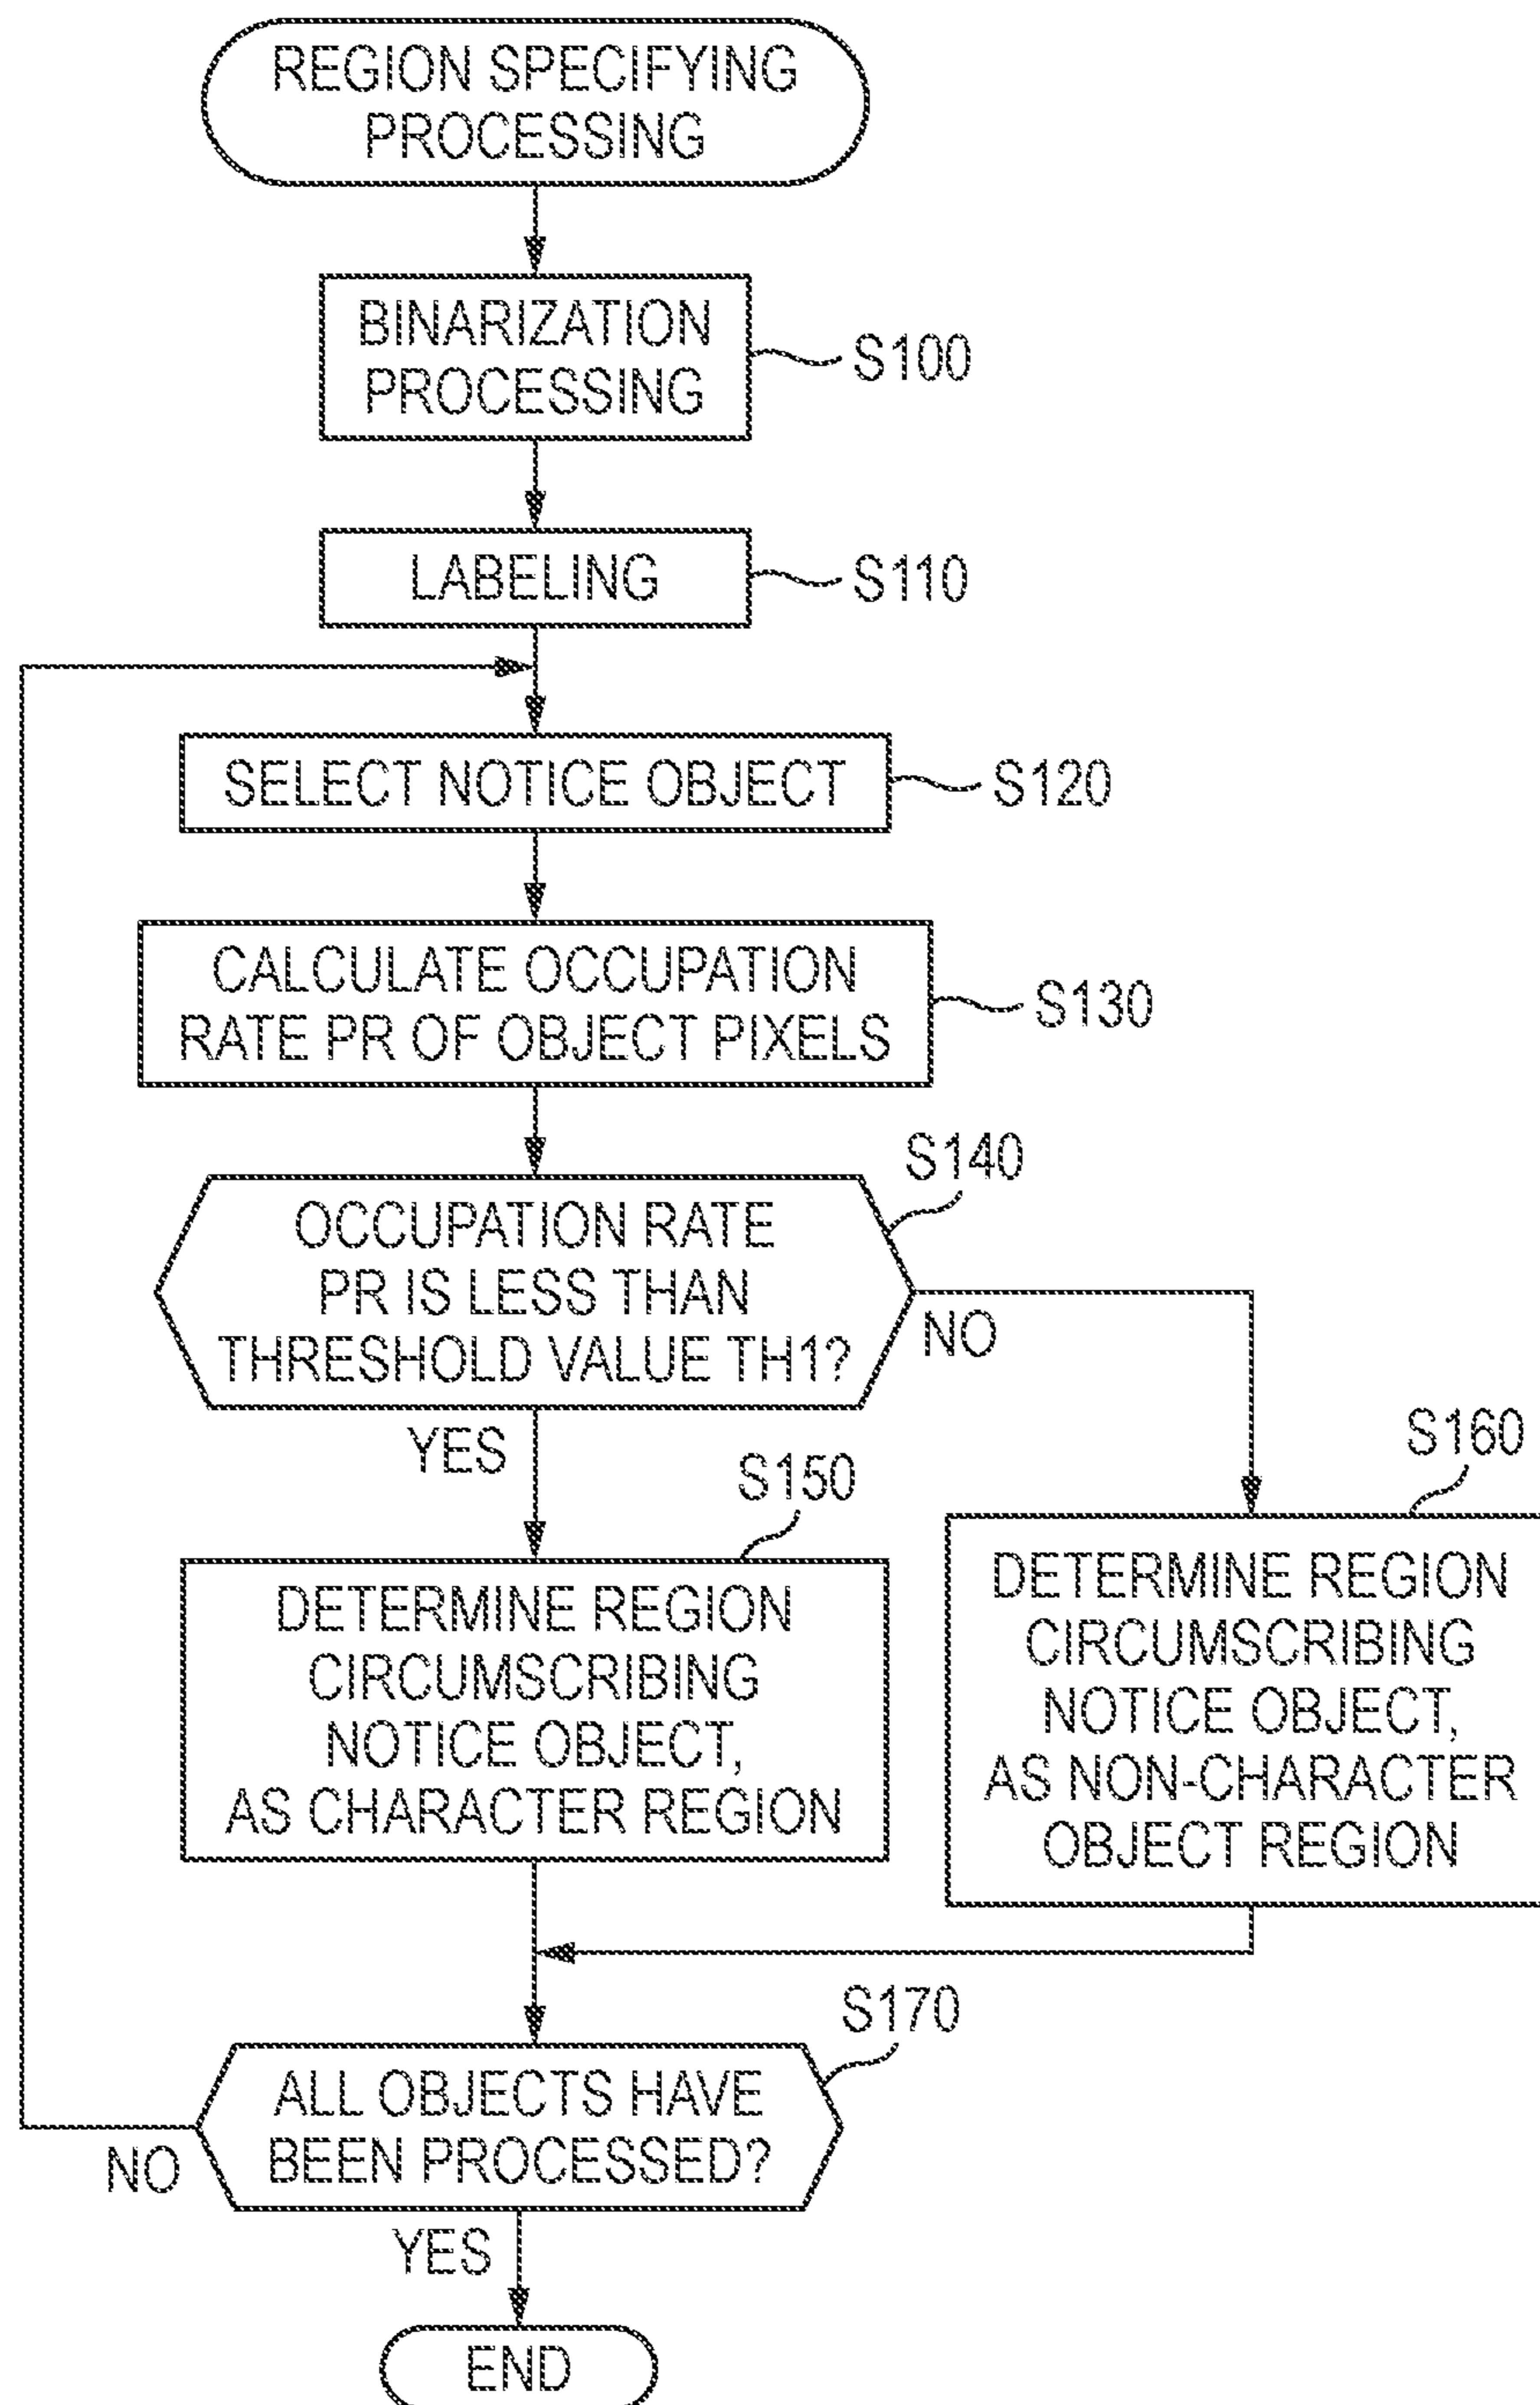 REGION SPECIFYING
PROCESSING
BINARIZATION
PROCESSING
S100
LABELING
S110
SELECT NOTICE OBJECT
S120
CALCULATE OCCUPATION
RATE PR OF OBJECT PIXELS
S130
S140
OCCUPATION RATE
PR IS LESS THAN
THRESHOLD VALUE TH1?
NO
YES
S150
DETERMINE REGION
CIRCUMSCRIBING
NOTICE OBJECT,
AS CHARACTER REGION
S160
DETERMINE REGION
CIRCUMSCRIBING
NOTICE OBJECT,
AS NON-CHARACTER
OBJECT REGION
S170
ALL OBJECTS HAVE
BEEN PROCESSED?
NO
YES
END